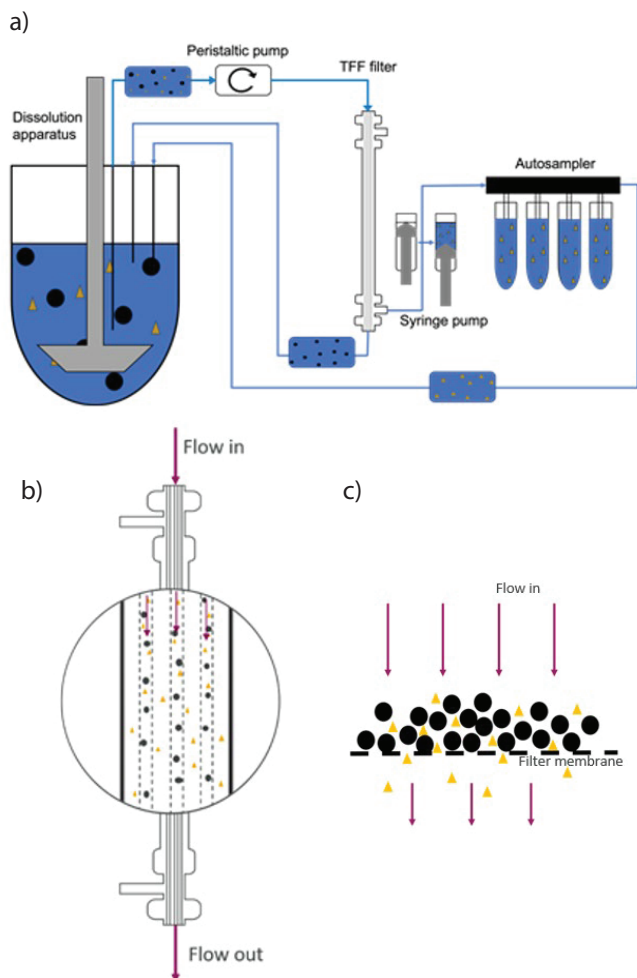 a)
Peristaltic pump
TFF filter
Dissolution
apparatus
Autosampler
Syringe pump
b)
Flow in
c)
Flow in
Filter membrane
Flow out